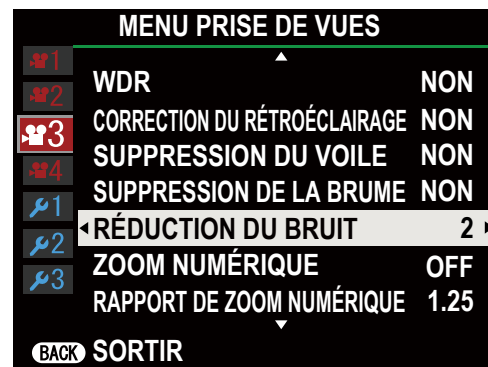 MENU PRISE DE VUES
1
2
3
4
1
2
3
WDR NON
CORRECTION DU RÉTROÉCLAIRAGE NON
SUPPRESSION DU VOILE NON
SUPPRESSION DE LA BRUME NON
RÉDUCTION DU BRUIT 2
ZOOM NUMÉRIQUE OFF
RAPPORT DE ZOOM NUMÉRIQUE 1.25
BACK SORTIR